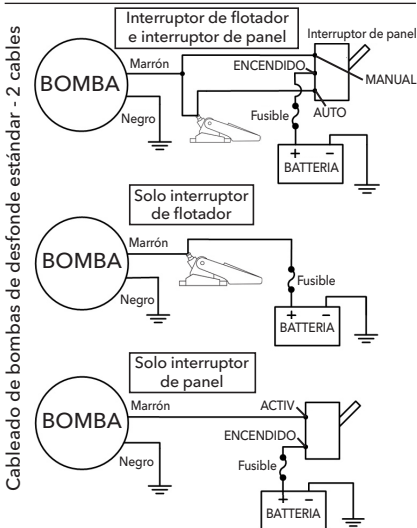 Cableado de bombas de desfonde estándar - 2 cables
Interruptor de flotador
e interruptor de panel
Interruptor de panel
BOMBA
Marrón
ENCENDIDO
MANUAL
Negro
Fusible
AUTO
+ −
BATTERIA
Solo interruptor
de flotador
BOMBA
Marrón
Negro
Fusible
+ −
BATTERIA
Solo interruptor
de panel
BOMBA
Marrón
ACTIV
ENCENDIDO
Negro
Fusible
+ −
BATTERIA